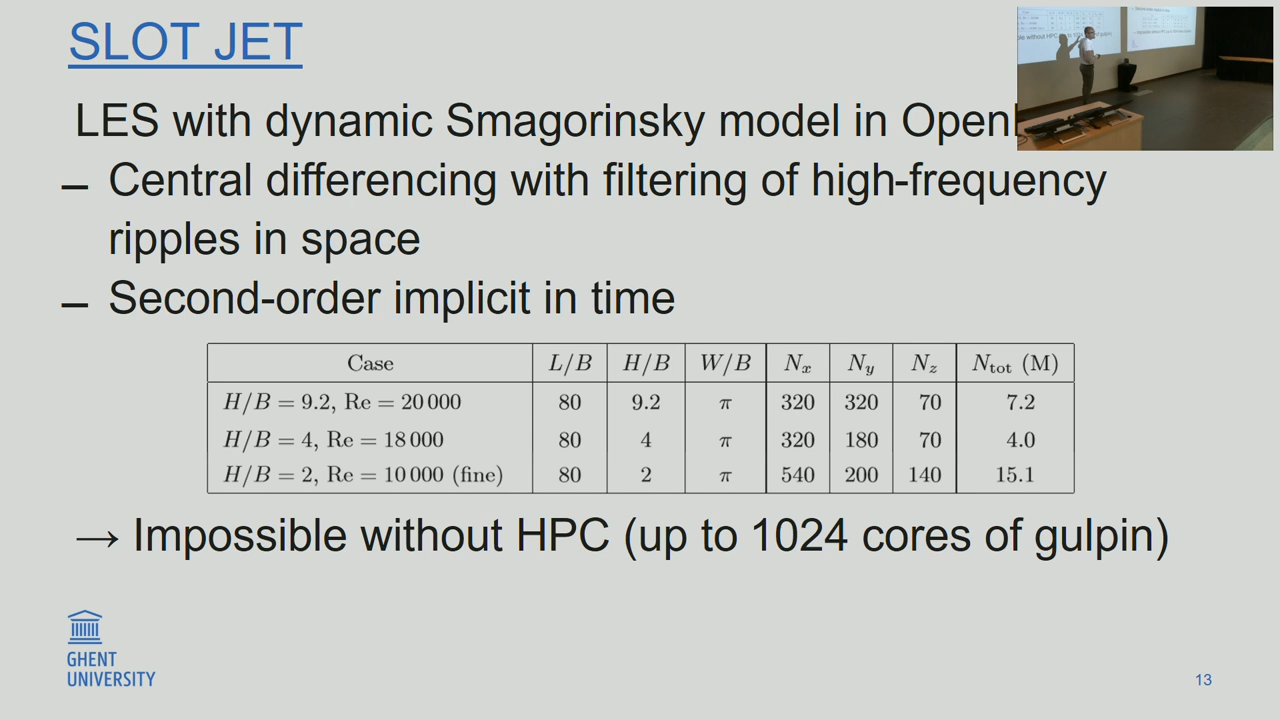 SLOT JET
LES with dynamic Smagorinsky model in Open
– Central differencing with filtering of high-frequency
ripples in space
– Second-order implicit in time
Case L/B H/B W/B Nx Ny Nz Ntot (M)
H/B = 9.2, Re = 20 000 80 9.2 π 320 320 70 7.2
H/B = 4, Re = 18 000 80 4 π 320 180 70 4.0
H/B = 2, Re = 10 000 (fine) 80 2 π 540 200 140 15.1
→ Impossible without HPC (up to 1024 cores of gulpin)
GHENT
UNIVERSITY
13